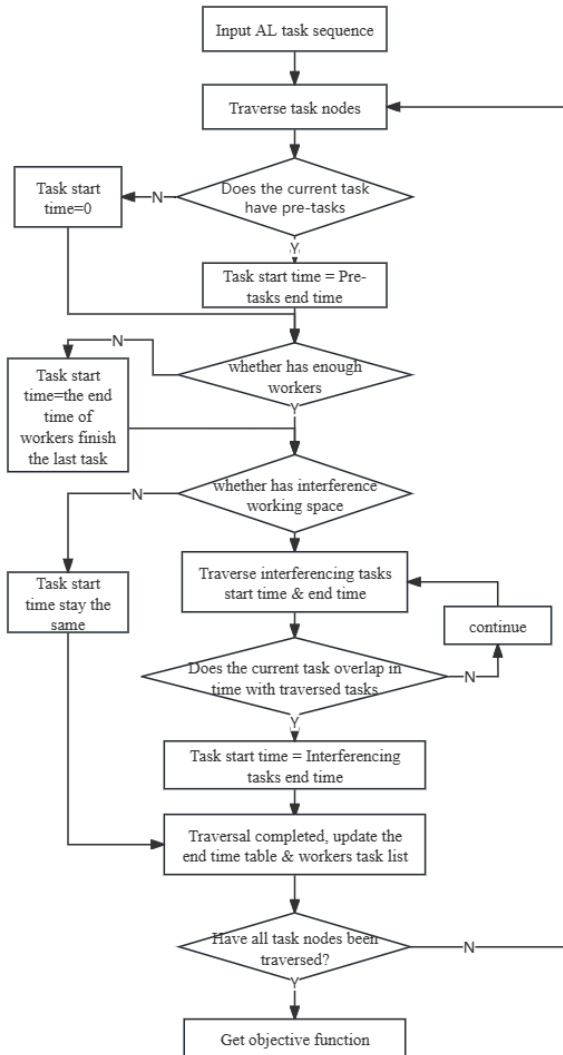 Input AL task sequence
Traverse task nodes
Does the current task
have pre-tasks
N
Task start
time=0
Y
Task start time = Pre-
tasks end time
whether has enough
workers
N
Task start
time=the end
time of
workers finish
the last task
Y
whether has interference
working space
N
Task start
time stay the
same
Traverse interferencing tasks
start time & end time
continue
Does the current task overlap in
time with traversed tasks
N
Y
Task start time = Interferencing
tasks end time
Traversal completed, update the
end time table & workers task list
Have all task nodes been
traversed?
N
Y
Get objective function